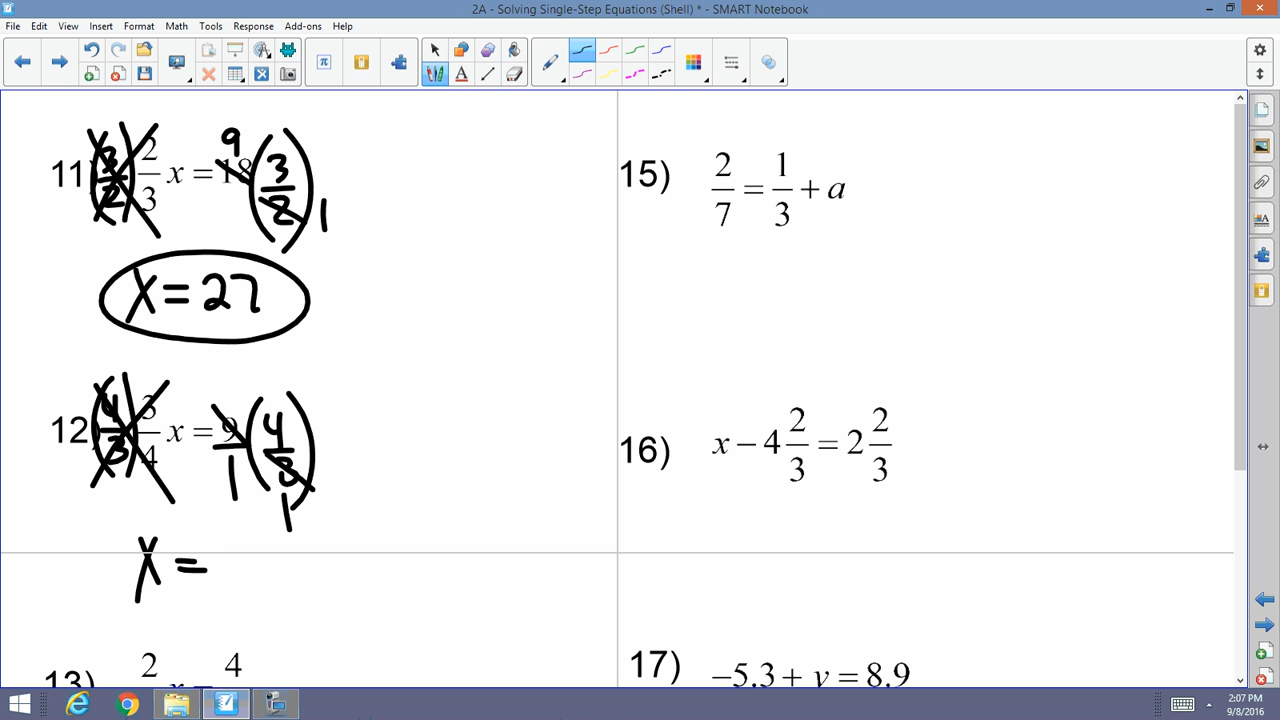 2A - Solving Single-Step Equations (Shell) * - SMART Notebook
File Edit View Insert Format Math Tools Response Add-ons Help
11) (3/2) 2/3 x = 18 (3/2)
9
1
x = 27
12) (4/3) 3/4 x = 9/1 (4/3)
1
x =
13) 2 x = 4
15) 2/7 = 1/3 + a
16) x − 4 2/3 = 2 2/3
17) −5.3 + v = 8.9
2:07 PM
9/8/2016